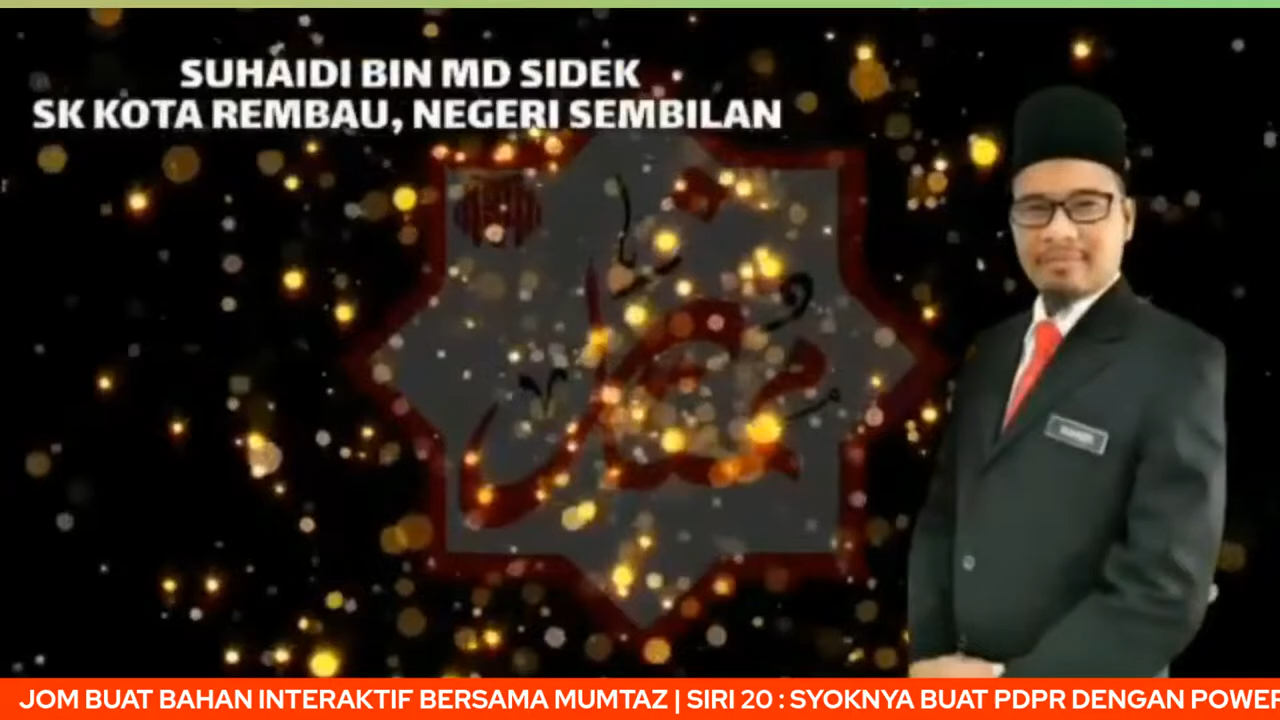 SUHAIDI BIN MD SIDEK
SK KOTA REMBAU, NEGERI SEMBILAN
JOM BUAT BAHAN INTERAKTIF BERSAMA MUMTAZ | SIRI 20 : SYOKNYA BUAT PDPR DENGAN POWER